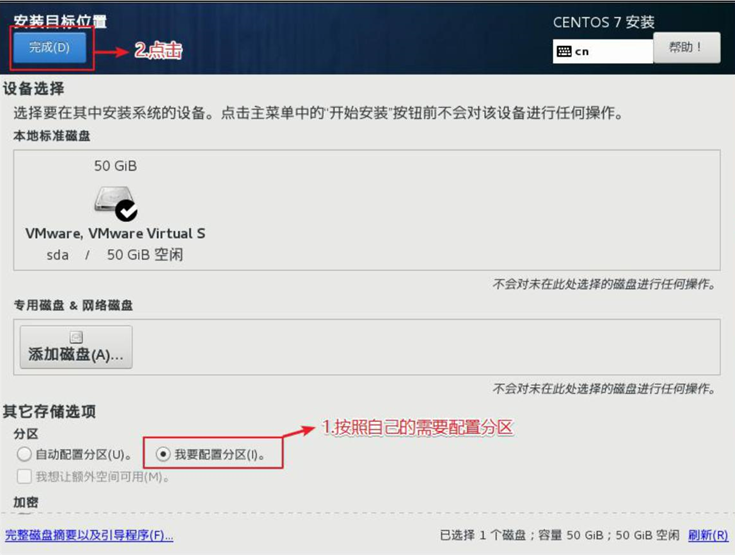 安装目标位置
CENTOS 7 安装
完成(D)
2.点击
cn
帮助！
设备选择
选择要在其中安装系统的设备。点击主菜单中的“开始安装”按钮前不会对该设备进行任何操作。
本地标准磁盘
50 GiB
VMware, VMware Virtual S
sda / 50 GiB 空闲
不会对未在此处选择的磁盘进行任何操作。
专用磁盘 & 网络磁盘
添加磁盘(A)...
不会对未在此处选择的磁盘进行任何操作。
其它存储选项
1.按照自己的需要配置分区
分区
自动配置分区(U)。 我要配置分区(I)。
我想让额外空间可用(M)。
加密
完整磁盘摘要以及引导程序(F)...
已选择 1 个磁盘；容量 50 GiB；50 GiB 空闲 刷新(R)